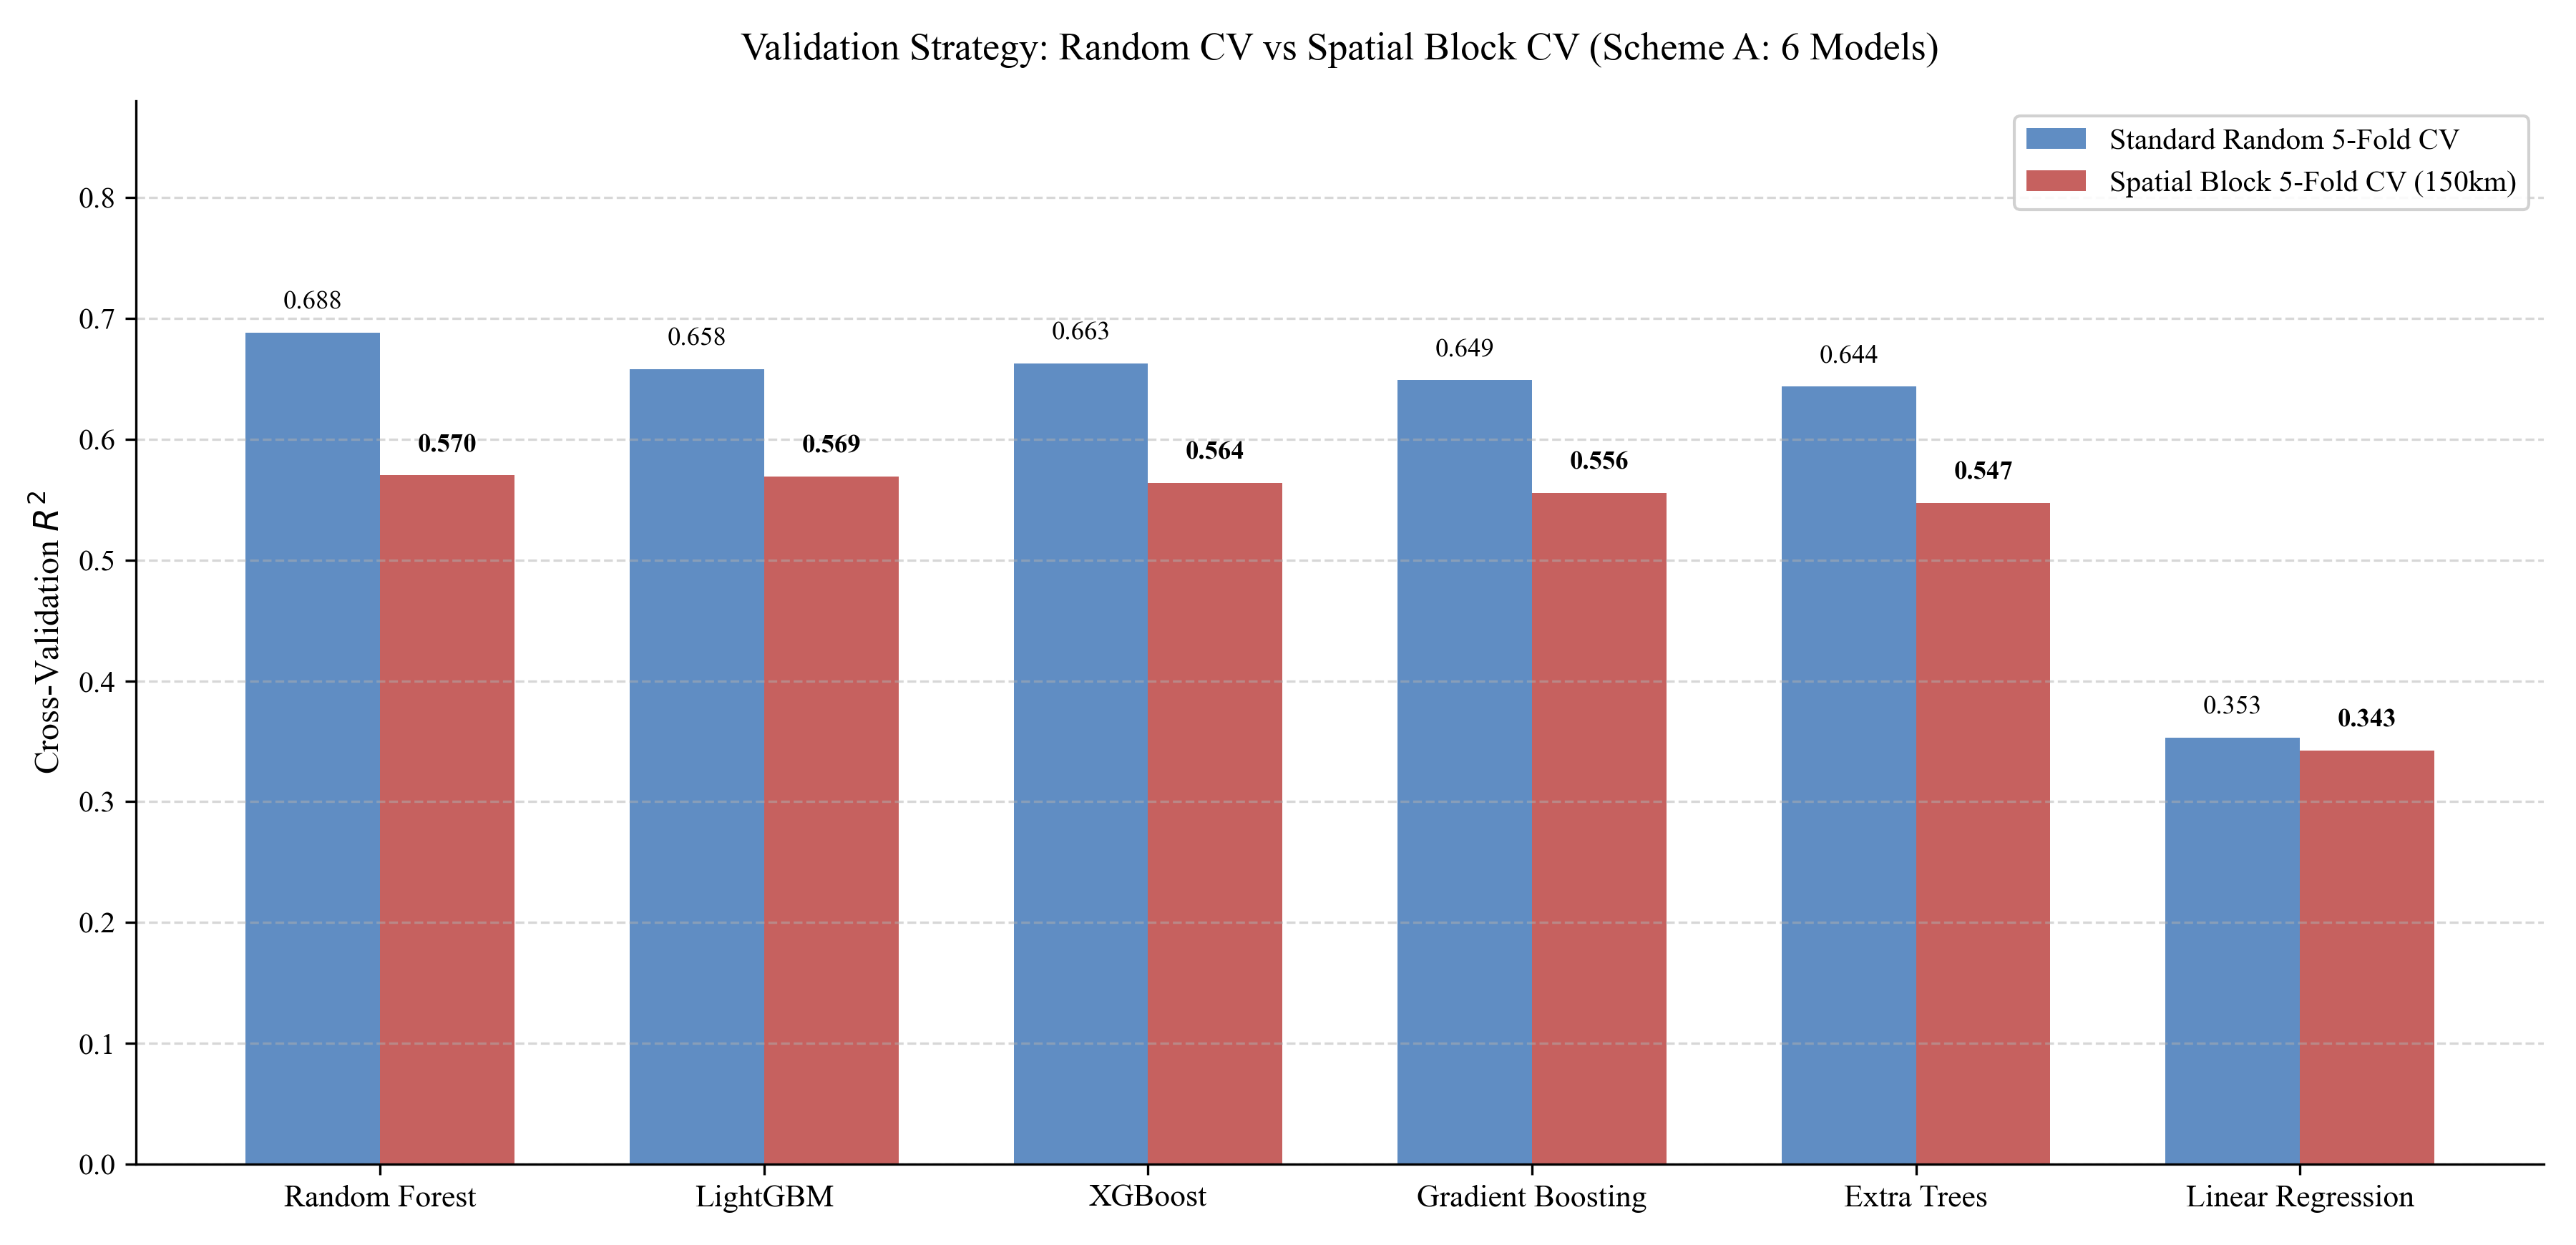 Validation Strategy: Random CV vs Spatial Block CV (Scheme A: 6 Models)
Standard Random 5-Fold CV
Spatial Block 5-Fold CV (150km)
Cross-Validation R²
0.8
0.7
0.6
0.5
0.4
0.3
0.2
0.1
0.0
0.688
0.570
0.658
0.569
0.663
0.564
0.649
0.556
0.644
0.547
0.353
0.343
Random Forest
LightGBM
XGBoost
Gradient Boosting
Extra Trees
Linear Regression